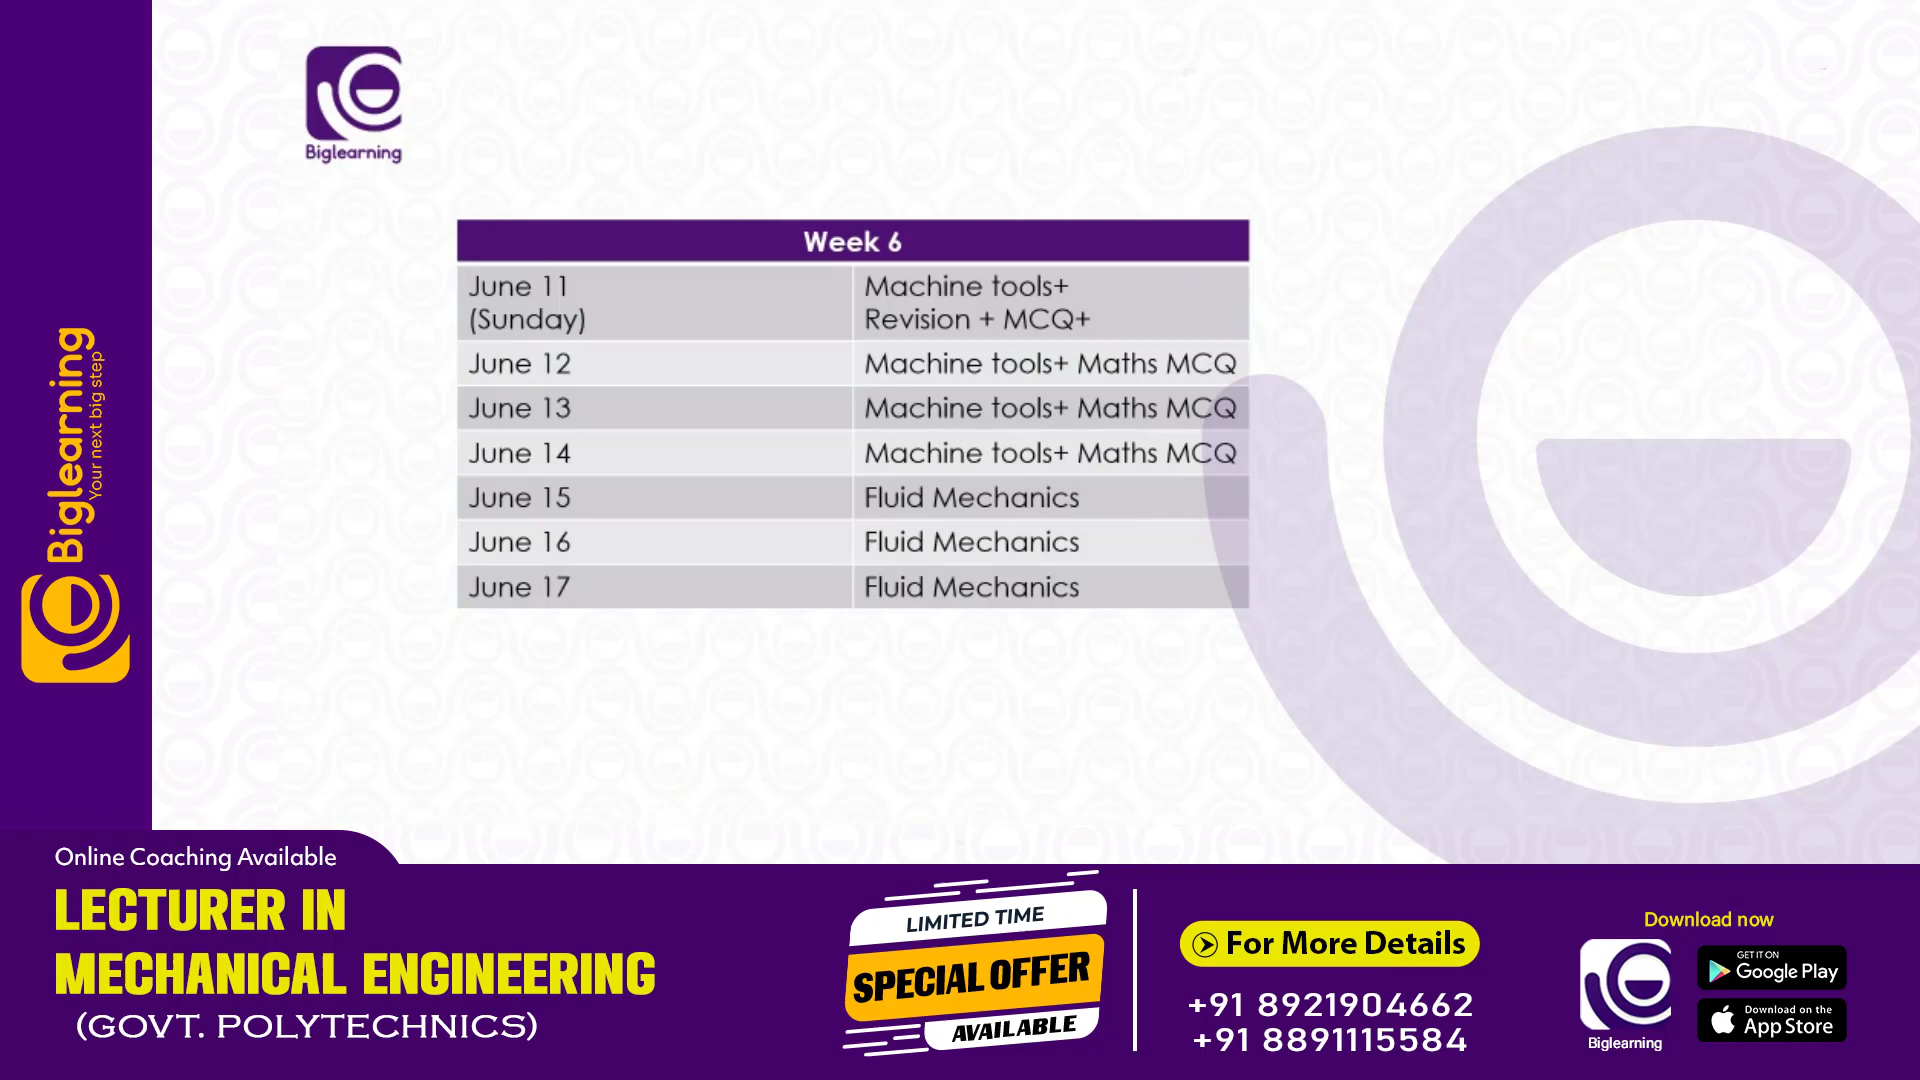 Biglearning
Week 6
June 11
(Sunday)
Machine tools+
Revision + MCQ+
June 12
Machine tools+ Maths MCQ
June 13
Machine tools+ Maths MCQ
June 14
Machine tools+ Maths MCQ
June 15
Fluid Mechanics
June 16
Fluid Mechanics
June 17
Fluid Mechanics
Biglearning
Your next big step
Online Coaching Available
LECTURER IN
MECHANICAL ENGINEERING
(GOVT. POLYTECHNICS)
LIMITED TIME
SPECIAL OFFER
AVAILABLE
For More Details
+91 8921904662
+91 8891115584
Download now
Biglearning
GET IT ON
Google Play
Download on the
App Store